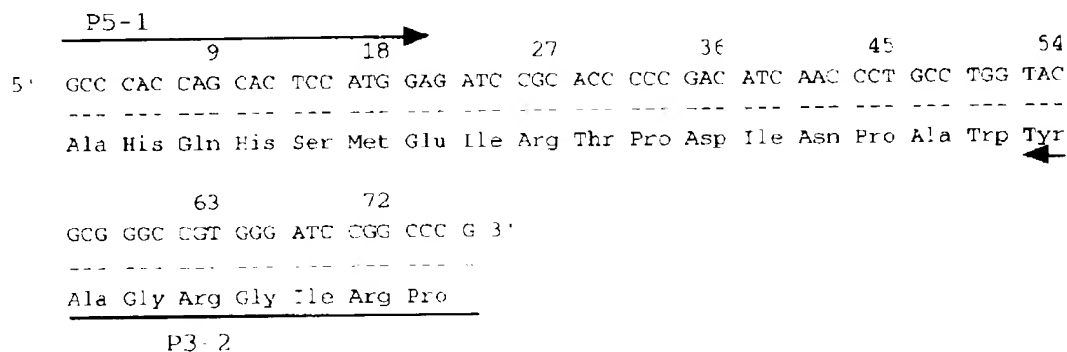 P5-1
9 18 27 36 45 54
5' GCC CAC CAG CAC TCC ATG GAG ATC CGC ACC CCC GAC ATC AAC CCT GCC TGG TAC
--- --- --- --- --- --- --- --- --- --- --- --- --- --- --- --- --- ---
Ala His Gln His Ser Met Glu Ile Arg Thr Pro Asp Ile Asn Pro Ala Trp Tyr
63 72
GCG GGC CGT GGG ATC CGG CCC G 3'
--- --- --- --- --- --- ---
Ala Gly Arg Gly Ile Arg Pro
P3-2